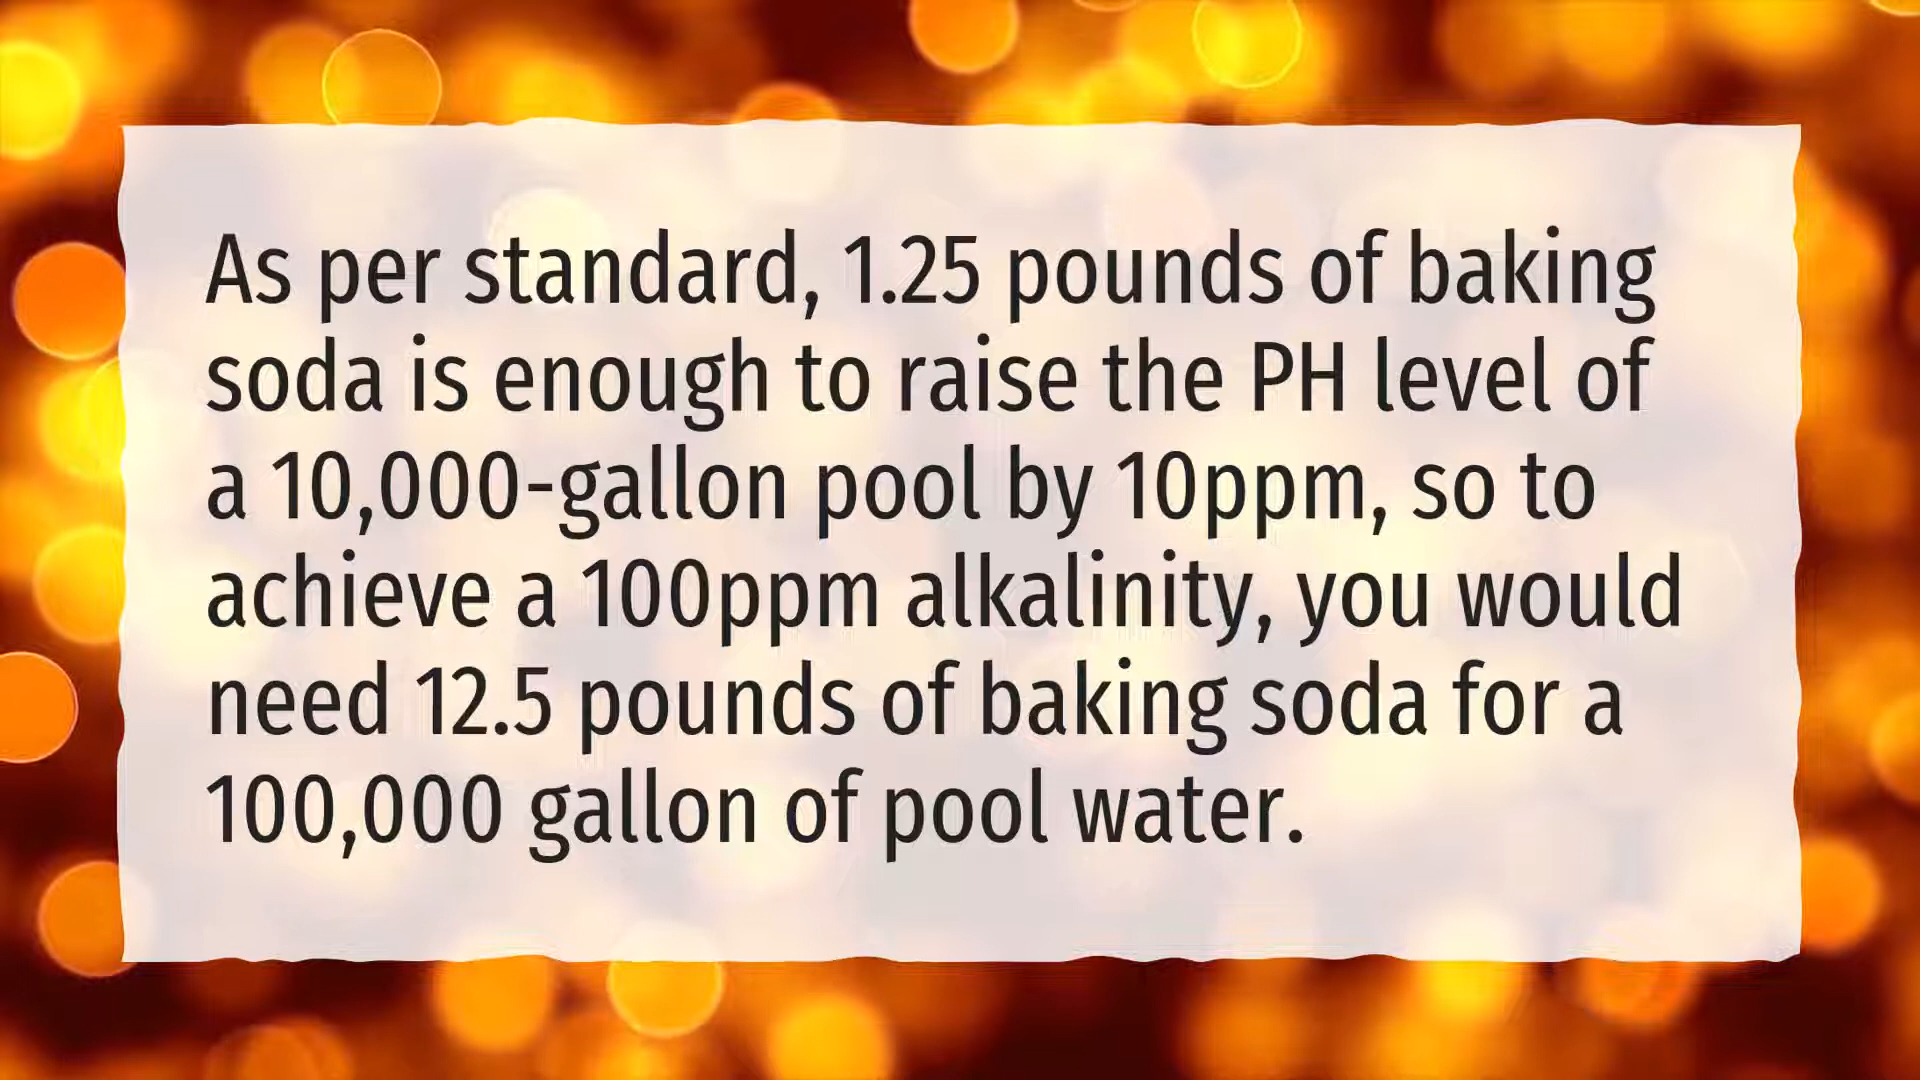 As per standard, 1.25 pounds of baking
soda is enough to raise the PH level of
a 10,000-gallon pool by 10ppm, so to
achieve a 100ppm alkalinity, you would
need 12.5 pounds of baking soda for a
100,000 gallon of pool water.